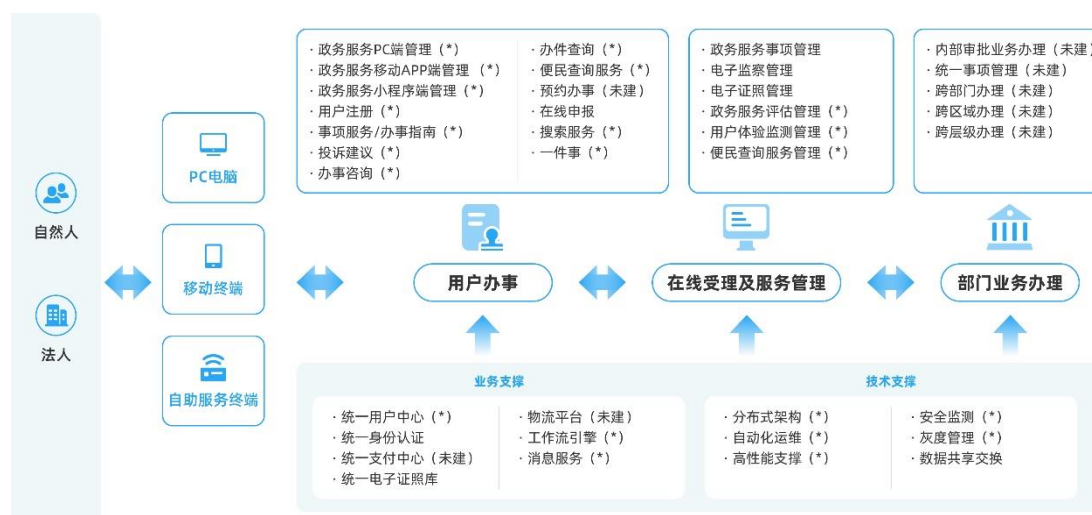 自然人
法人
PC电脑
移动终端
自助服务终端
· 政务服务PC端管理（*）
· 政务服务移动APP端管理 （*）
· 政务服务小程序端管理（*）
· 用户注册（*）
· 事项服务/办事指南（*）
· 投诉建议（*）
· 办事咨询（*）
· 办件查询（*）
· 便民查询服务（*）
· 预约办事（未建）
· 在线申报
· 搜索服务（*）
· 一件事（*）
用户办事
· 政务服务事项管理
· 电子监察管理
· 电子证照管理
· 政务服务评估管理（*）
· 用户体验监测管理（*）
· 便民查询服务管理（*）
在线受理及服务管理
· 内部审批业务办理（未建）
· 统一事项管理（未建）
· 跨部门办理（未建）
· 跨区域办理（未建）
· 跨层级办理（未建）
部门业务办理
业务支撑
· 统一用户中心（*）
· 统一身份认证
· 统一支付中心（未建）
· 统一电子证照库
· 物流平台（未建）
· 工作流引擎（*）
· 消息服务（*）
技术支撑
· 分布式架构（*）
· 自动化运维（*）
· 高性能支撑（*）
· 安全监测（*）
· 灰度管理（*）
· 数据共享交换